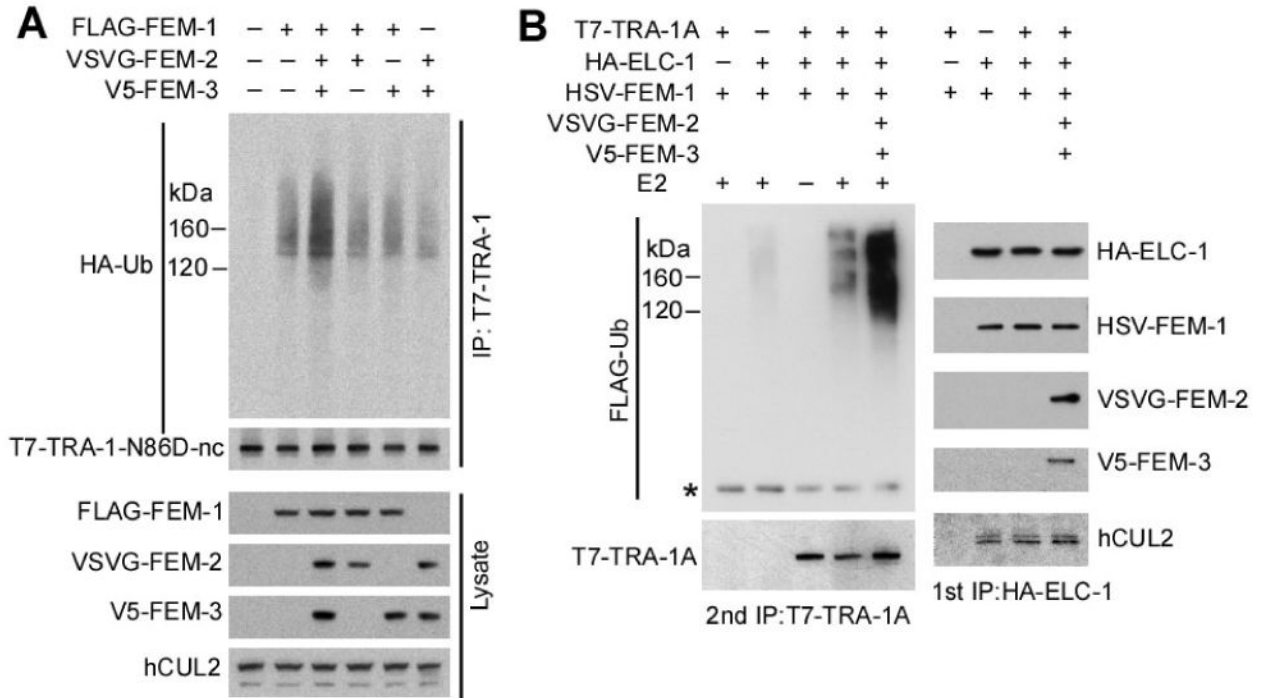 A
FLAG-FEM-1 − + + + + −
VSVG-FEM-2 − − + + − +
V5-FEM-3 − − + − + +
kDa
160
HA-Ub
120
IP: T7-TRA-1
T7-TRA-1-N86D-nc
FLAG-FEM-1
VSVG-FEM-2
V5-FEM-3
hCUL2
Lysate
B
T7-TRA-1A + − + + + + − + +
HA-ELC-1 − + + + + − + + +
HSV-FEM-1 + + + + + + + + +
VSVG-FEM-2 + +
V5-FEM-3 + +
E2 + + − + +
kDa
160
120
FLAG-Ub
*
T7-TRA-1A
2nd IP:T7-TRA-1A
HA-ELC-1
HSV-FEM-1
VSVG-FEM-2
V5-FEM-3
hCUL2
1st IP:HA-ELC-1